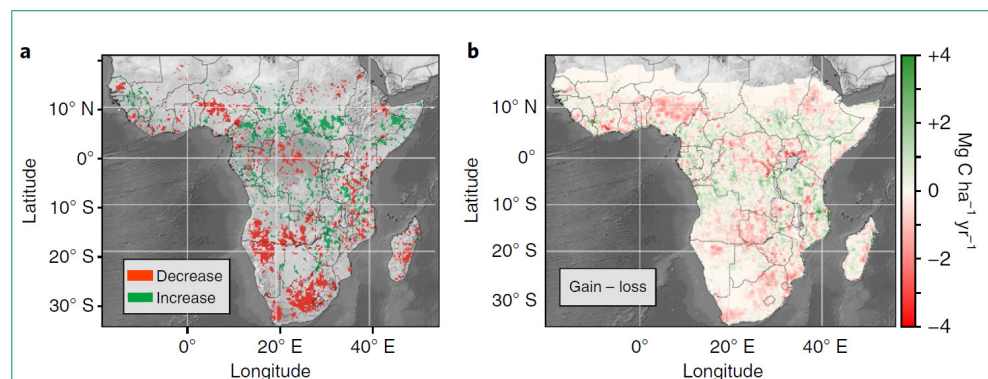 a
10° N
0°
10° S
20° S
30° S
Latitude
Decrease
Increase
0°
20° E
40° E
Longitude
b
10° N
0°
10° S
20° S
30° S
Latitude
Gain – loss
0°
20° E
40° E
Longitude
+4
+2
0
−2
−4
Mg C ha⁻¹ yr⁻¹